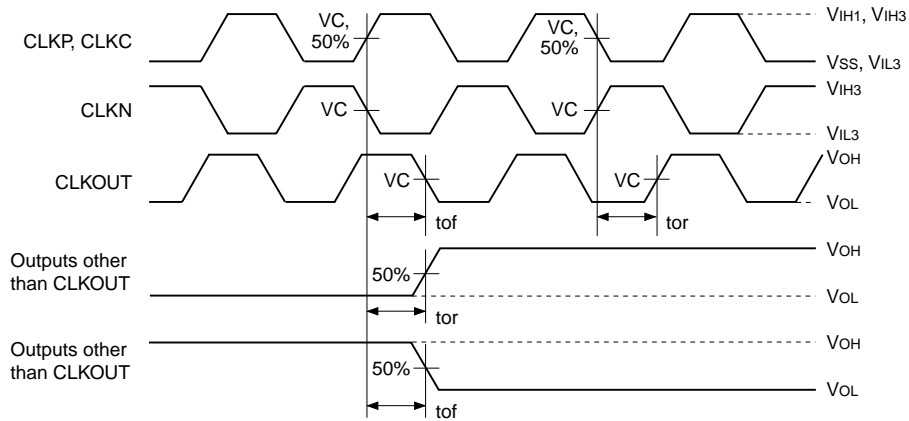 CLKP, CLKC
VC,
50%
VC,
50%
VIH1, VIH3
VSS, VIL3
CLKN
VC
VC
VIH3
VIL3
CLKOUT
VC
VC
VOH
VOL
tof
tor
Outputs other
than CLKOUT
50%
VOH
VOL
tor
Outputs other
than CLKOUT
50%
VOH
VOL
tof